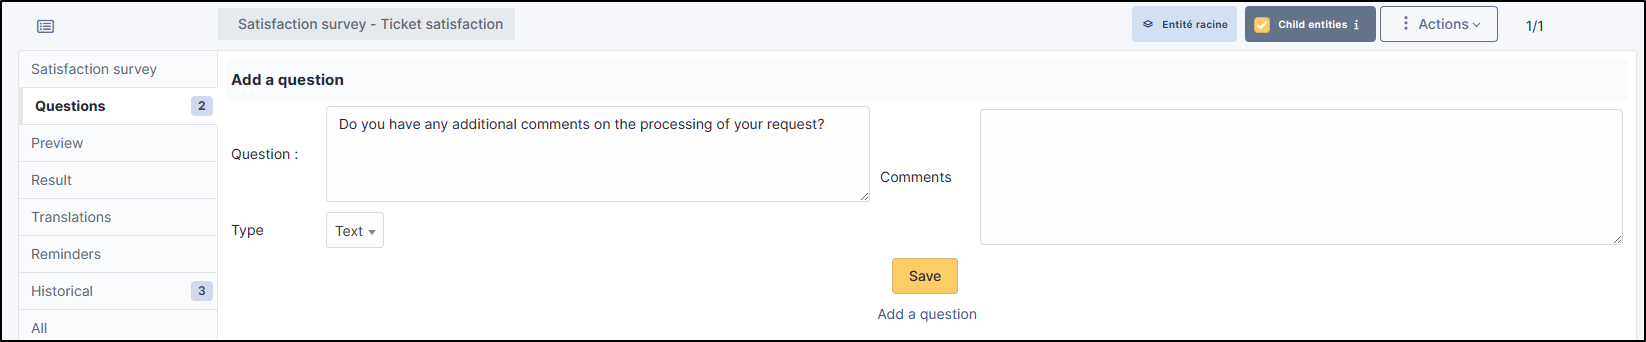 Satisfaction survey - Ticket satisfaction
Entité racine
Child entities i
Actions
1/1
Satisfaction survey
Questions 2
Preview
Result
Translations
Reminders
Historical 3
All
Add a question
Question :
Do you have any additional comments on the processing of your request?
Comments
Type
Text
Save
Add a question